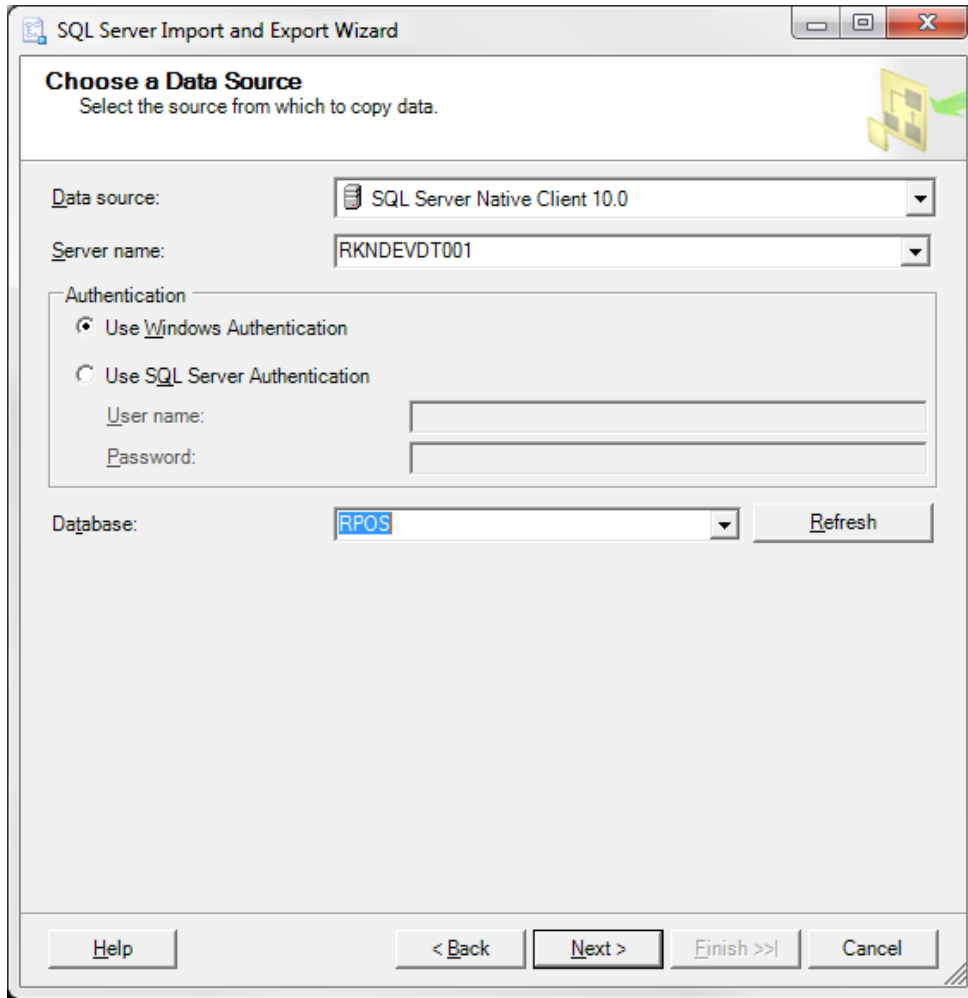 SQL Server Import and Export Wizard
Choose a Data Source
Select the source from which to copy data.
Data source: SQL Server Native Client 10.0
Server name: RKNDEVDT001
Authentication
Use Windows Authentication
Use SQL Server Authentication
User name:
Password:
Database: RPOS Refresh
Help < Back Next > Finish >>| Cancel